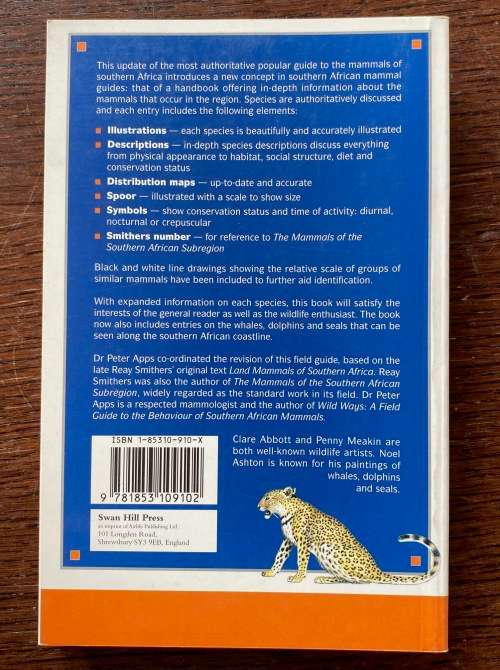 This update of the most authoritative popular guide to the mammals of
southern Africa introduces a new concept in southern African mammal
guides: that of a handbook offering in-depth information about the
mammals that occur in the region. Species are authoritatively discussed
and each entry includes the following elements:
Illustrations — each species is beautifully and accurately illustrated
Descriptions — in-depth species descriptions discuss everything
from physical appearance to habitat, social structure, diet and
conservation status
Distribution maps — up-to-date and accurate
Spoor — illustrated with a scale to show size
Symbols — show conservation status and time of activity: diurnal,
nocturnal or crepuscular
Smithers number — for reference to The Mammals of the
Southern African Subregion
Black and white line drawings showing the relative scale of groups of
similar mammals have been included to further aid identification.
With expanded information on each species, this book will satisfy the
interests of the general reader as well as the wildlife enthusiast. The book
now also includes entries on the whales, dolphins and seals that can be
seen along the southern African coastline.
Dr Peter Apps co-ordinated the revision of this field guide, based on the
late Reay Smithers' original text Land Mammals of Southern Africa. Reay
Smithers was also the author of The Mammals of the Southern African
Subregion, widely regarded as the standard work in its field. Dr Peter
Apps is a respected mammologist and the author of Wild Ways: A Field
Guide to the Behaviour of Southern African Mammals.
Clare Abbott and Penny Meakin are
both well-known wildlife artists. Noel
Ashton is known for his paintings of
whales, dolphins
and seals.
ISBN 1-85310-910-X
9 781853 109102
Swan Hill Press
an imprint of Airlife Publishing Ltd
101 Longden Road,
Shrewsbury SY3 9EB, England